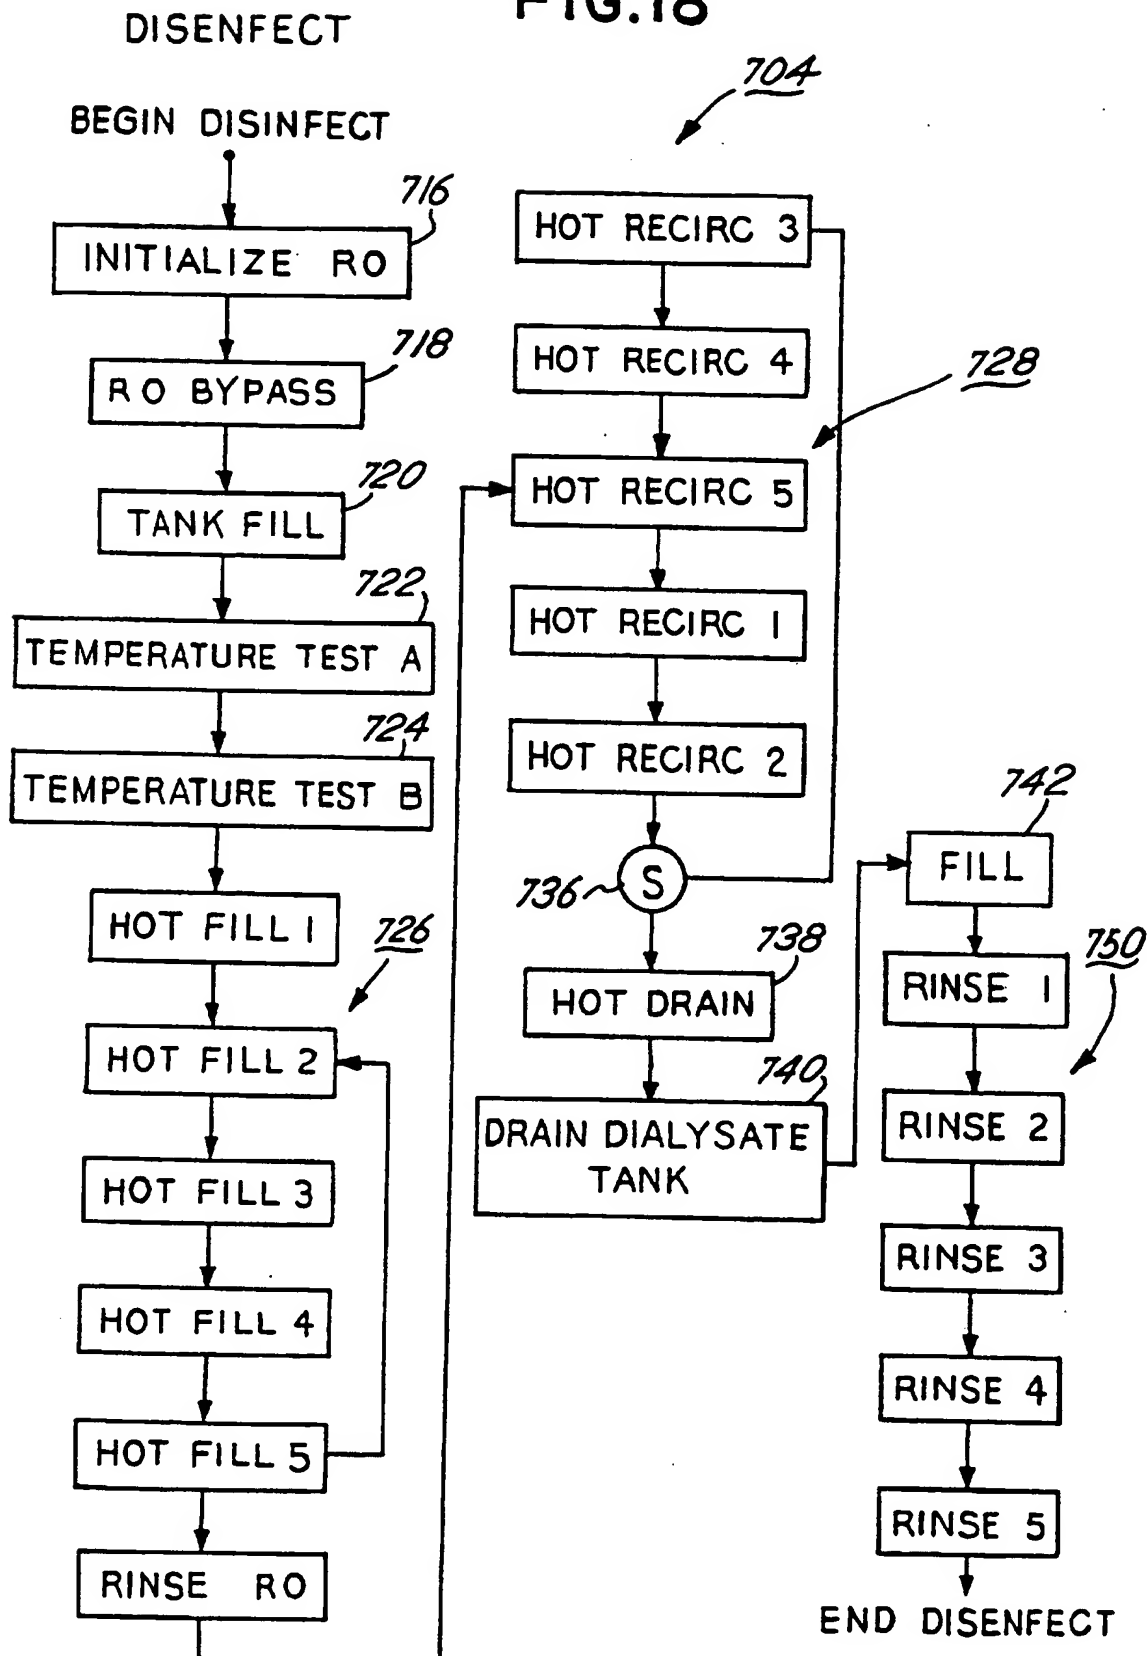 FIG.18
DISENFECT
BEGIN DISINFECT
716
INITIALIZE RO
718
RO BYPASS
720
TANK FILL
722
TEMPERATURE TEST A
724
TEMPERATURE TEST B
HOT FILL 1
726
HOT FILL 2
HOT FILL 3
HOT FILL 4
HOT FILL 5
RINSE RO
704
HOT RECIRC 3
HOT RECIRC 4
728
HOT RECIRC 5
HOT RECIRC 1
HOT RECIRC 2
736
S
738
HOT DRAIN
740
DRAIN DIALYSATE
TANK
742
FILL
750
RINSE 1
RINSE 2
RINSE 3
RINSE 4
RINSE 5
END DISENFECT